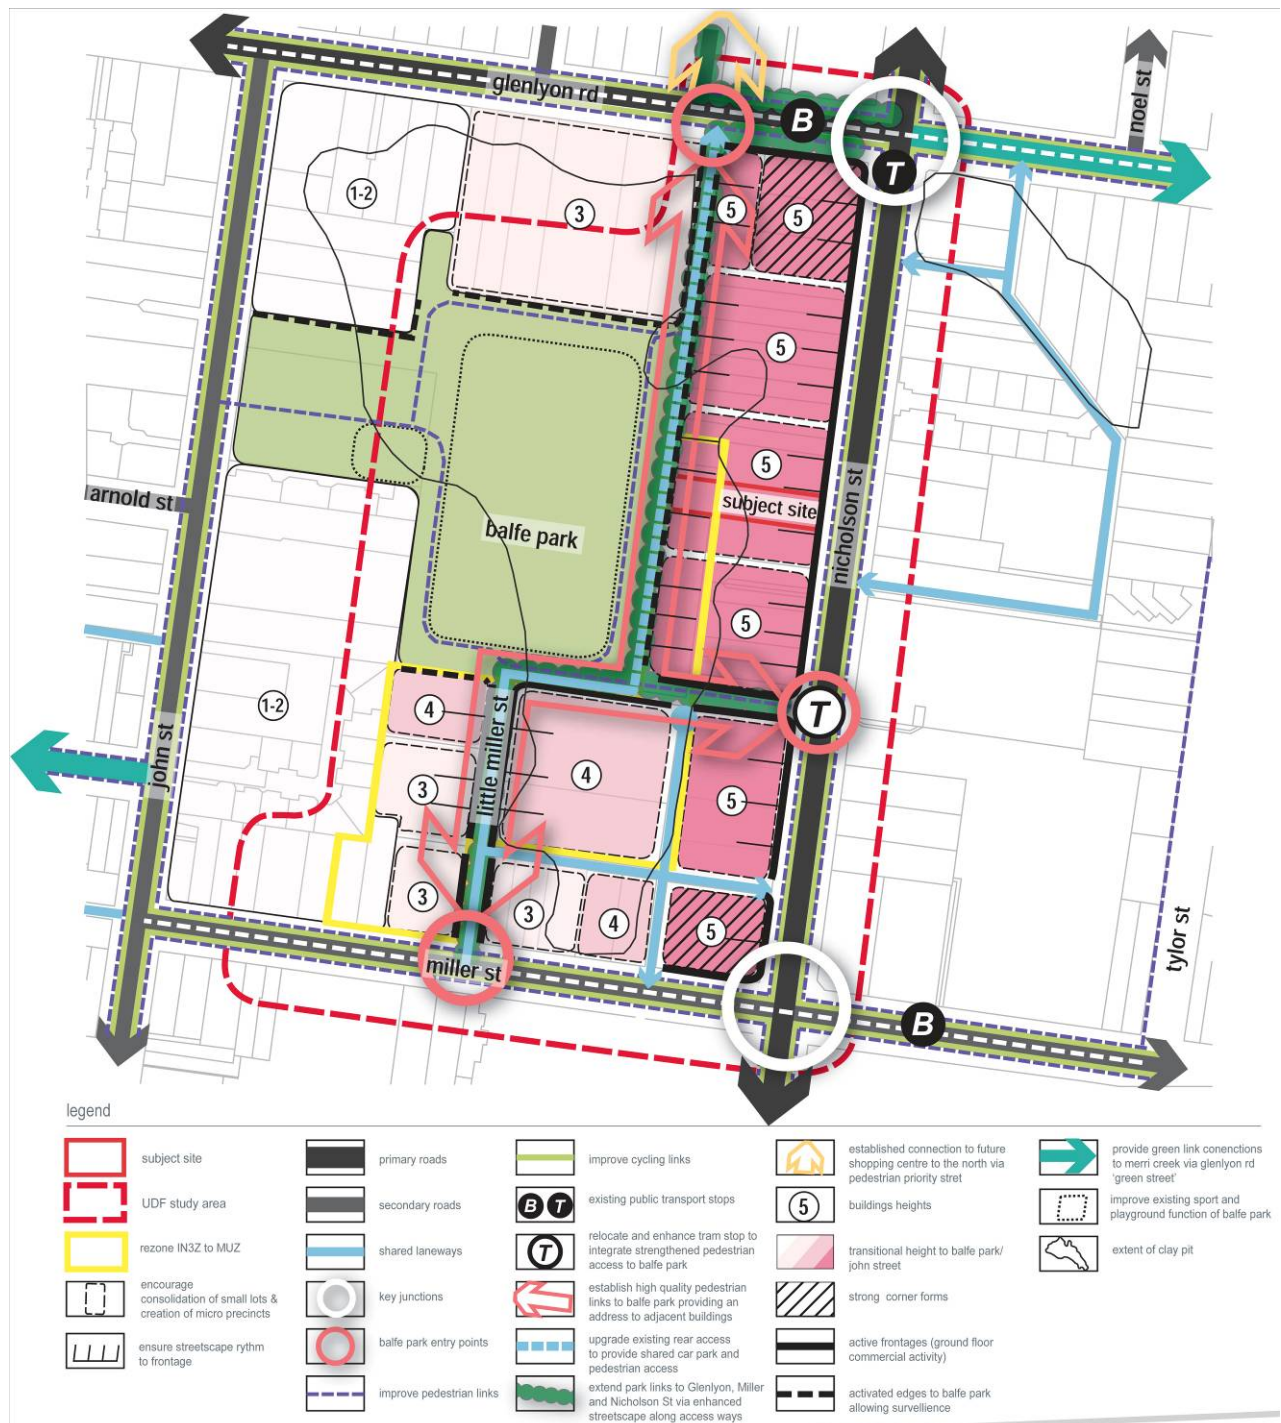 glenlyon rd
noel st
B
T
1-2
3
5
5
5
arnold st
5
subject site
nicholson st
balfe park
5
1-2
4
T
john st
little miller st
4
3
5
3
3
4
5
miller st
tylor st
B
legend
subject site
UDF study area
rezone IN3Z to MUZ
encourage
consolidation of small lots &
creation of micro precincts
ensure streetscape rythm
to frontage
primary roads
secondary roads
shared laneways
key junctions
balfe park entry points
improve pedestrian links
improve cycling links
B T
existing public transport stops
T
relocate and enhance tram stop to
integrate strengthened pedestrian
access to balfe park
establish high quality pedestrian
links to balfe park providing an
address to adjacent buildings
upgrade existing rear access
to provide shared car park and
pedestrian access
extend park links to Glenlyon, Miller
and Nicholson St via enhanced
streetscape along access ways
established connection to future
shopping centre to the north via
pedestrian priority stret
5
buildings heights
transitional height to balfe park/
john street
strong corner forms
active frontages (ground floor
commercial activity)
activated edges to balfe park
allowing survellience
provide green link conenctions
to merri creek via glenlyon rd
'green street'
improve existing sport and
playground function of balfe park
extent of clay pit